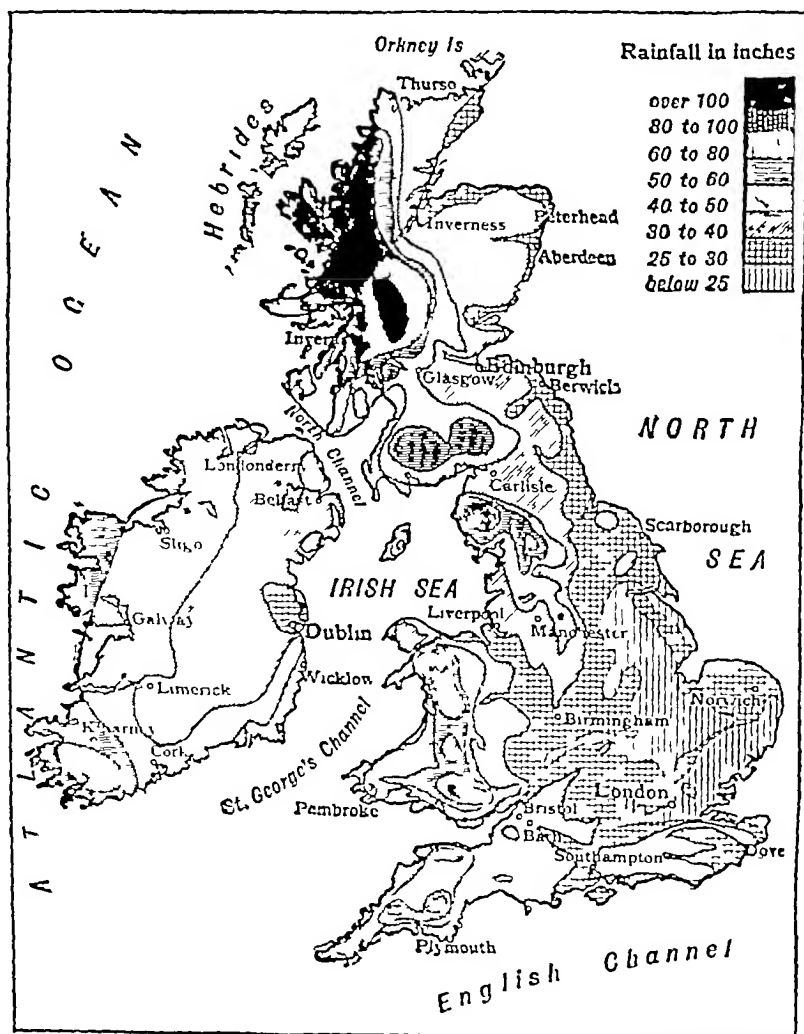 Orkney Is
Rainfall in inches
Thurso
over 100
80 to 100
60 to 80
50 to 60
40 to 50
30 to 40
25 to 30
below 25
Hebrides
Inverness
Peterhead
Aberdeen
Edinburgh
Glasgow
Berwick
North Channel
NORTH
SEA
Londonderry
Belfast
Carlisle
Scarborough
Sligo
IRISH SEA
Galway
Dublin
Liverpool
Manchester
Limerick
Wicklow
Norwich
Killarney
Birmingham
Cork
St. George's Channel
Pembroke
London
Bristol
Bath
Southampton
Dove
Plymouth
English Channel
ATLANTIC OCEAN